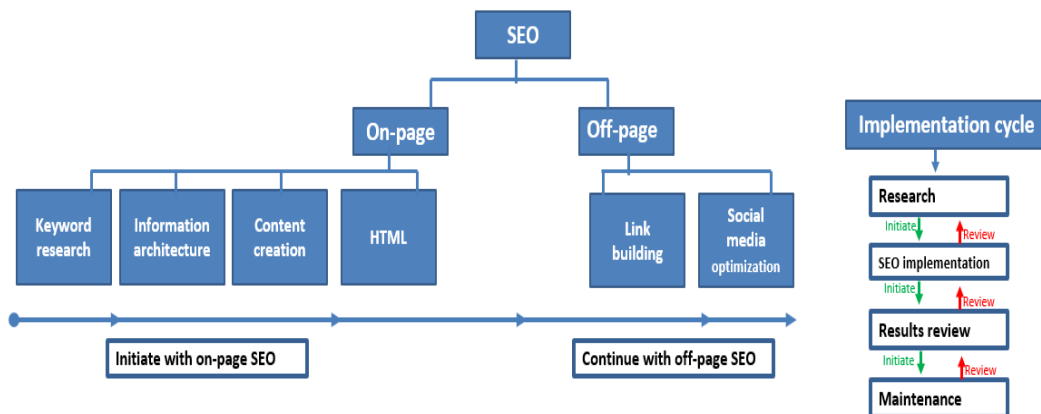 SEO
On-page
Off-page
Keyword
research
Information
architecture
Content
creation
HTML
Link
building
Social
media
optimization
Initiate with on-page SEO
Continue with off-page SEO
Implementation cycle
Research
Initiate
Review
SEO implementation
Initiate
Review
Results review
Initiate
Review
Maintenance